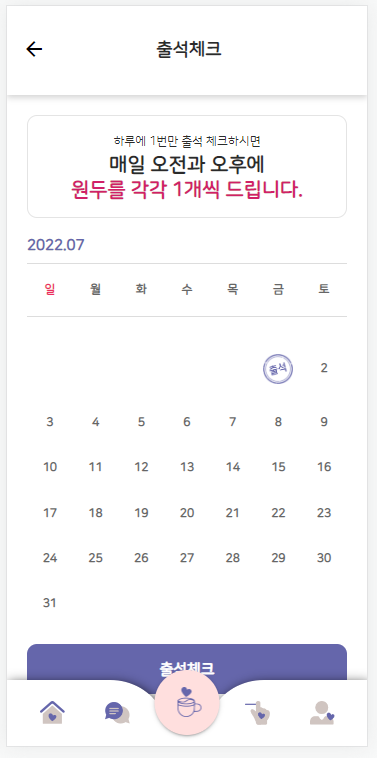 출석체크
하루에 1번만 출석 체크하시면
매일 오전과 오후에
원두를 각각 1개씩 드립니다.
2022.07
일 월 화 수 목 금 토
출석 2
3 4 5 6 7 8 9
10 11 12 13 14 15 16
17 18 19 20 21 22 23
24 25 26 27 28 29 30
31
출석체크